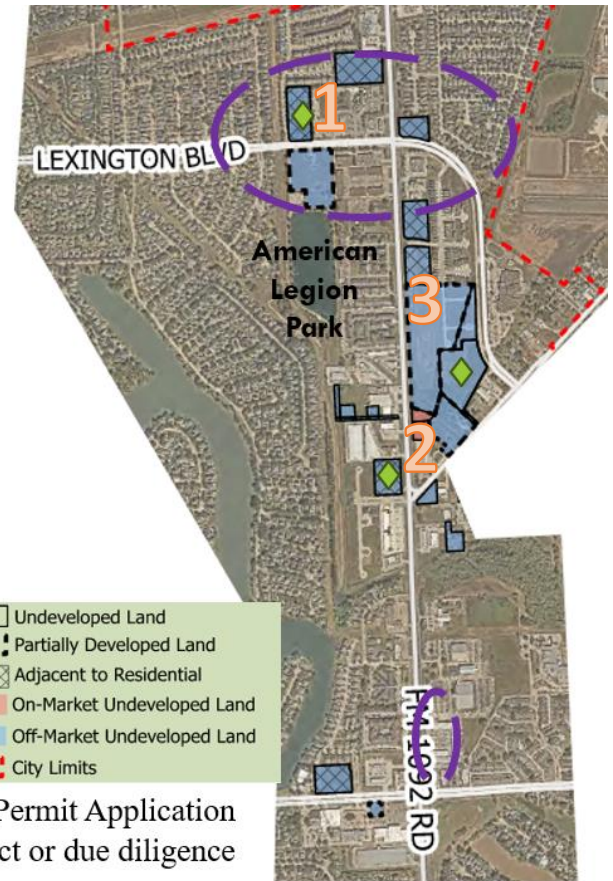 1
LEXINGTON BLVD
American
Legion
Park
3
2
Undeveloped Land
Partially Developed Land
Adjacent to Residential
On-Market Undeveloped Land
Off-Market Undeveloped Land
City Limits
FM 1092 RD
Permit Application
or due diligence